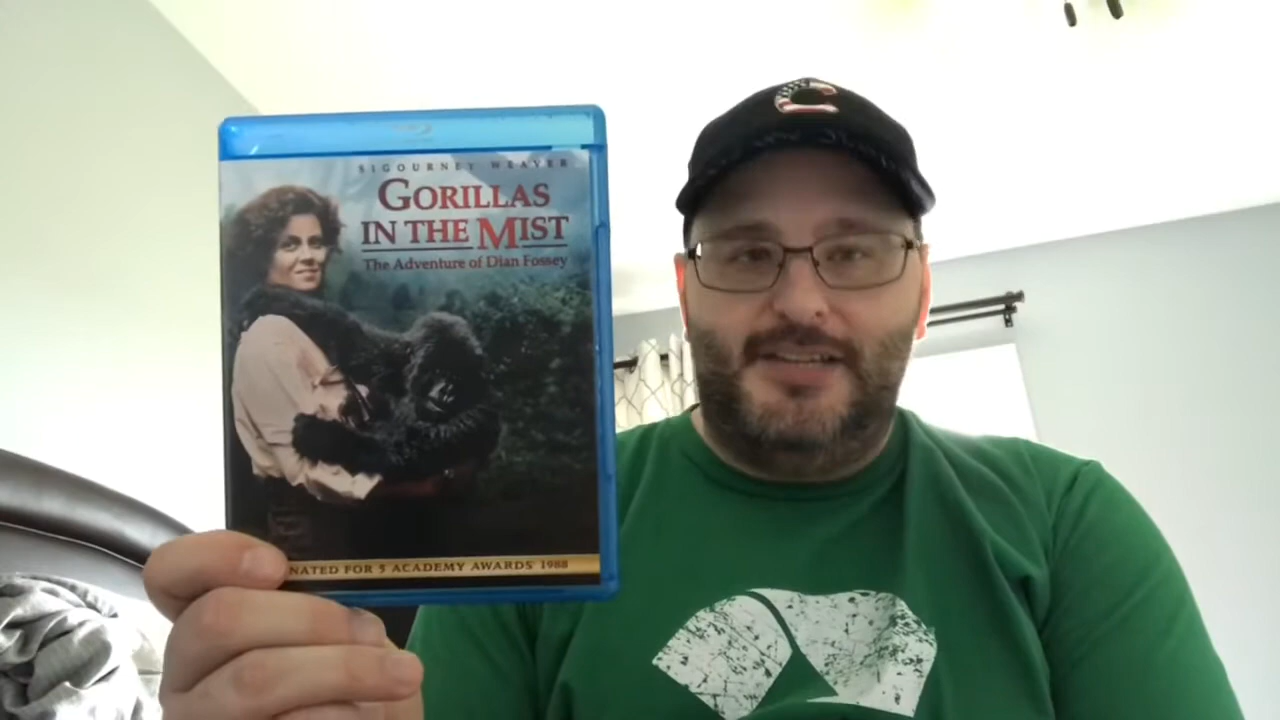 SIGOURNEY WEAVER
GORILLAS
IN THE MIST
The Adventure of Dian Fossey
NATED FOR 5 ACADEMY AWARDS 1988
C